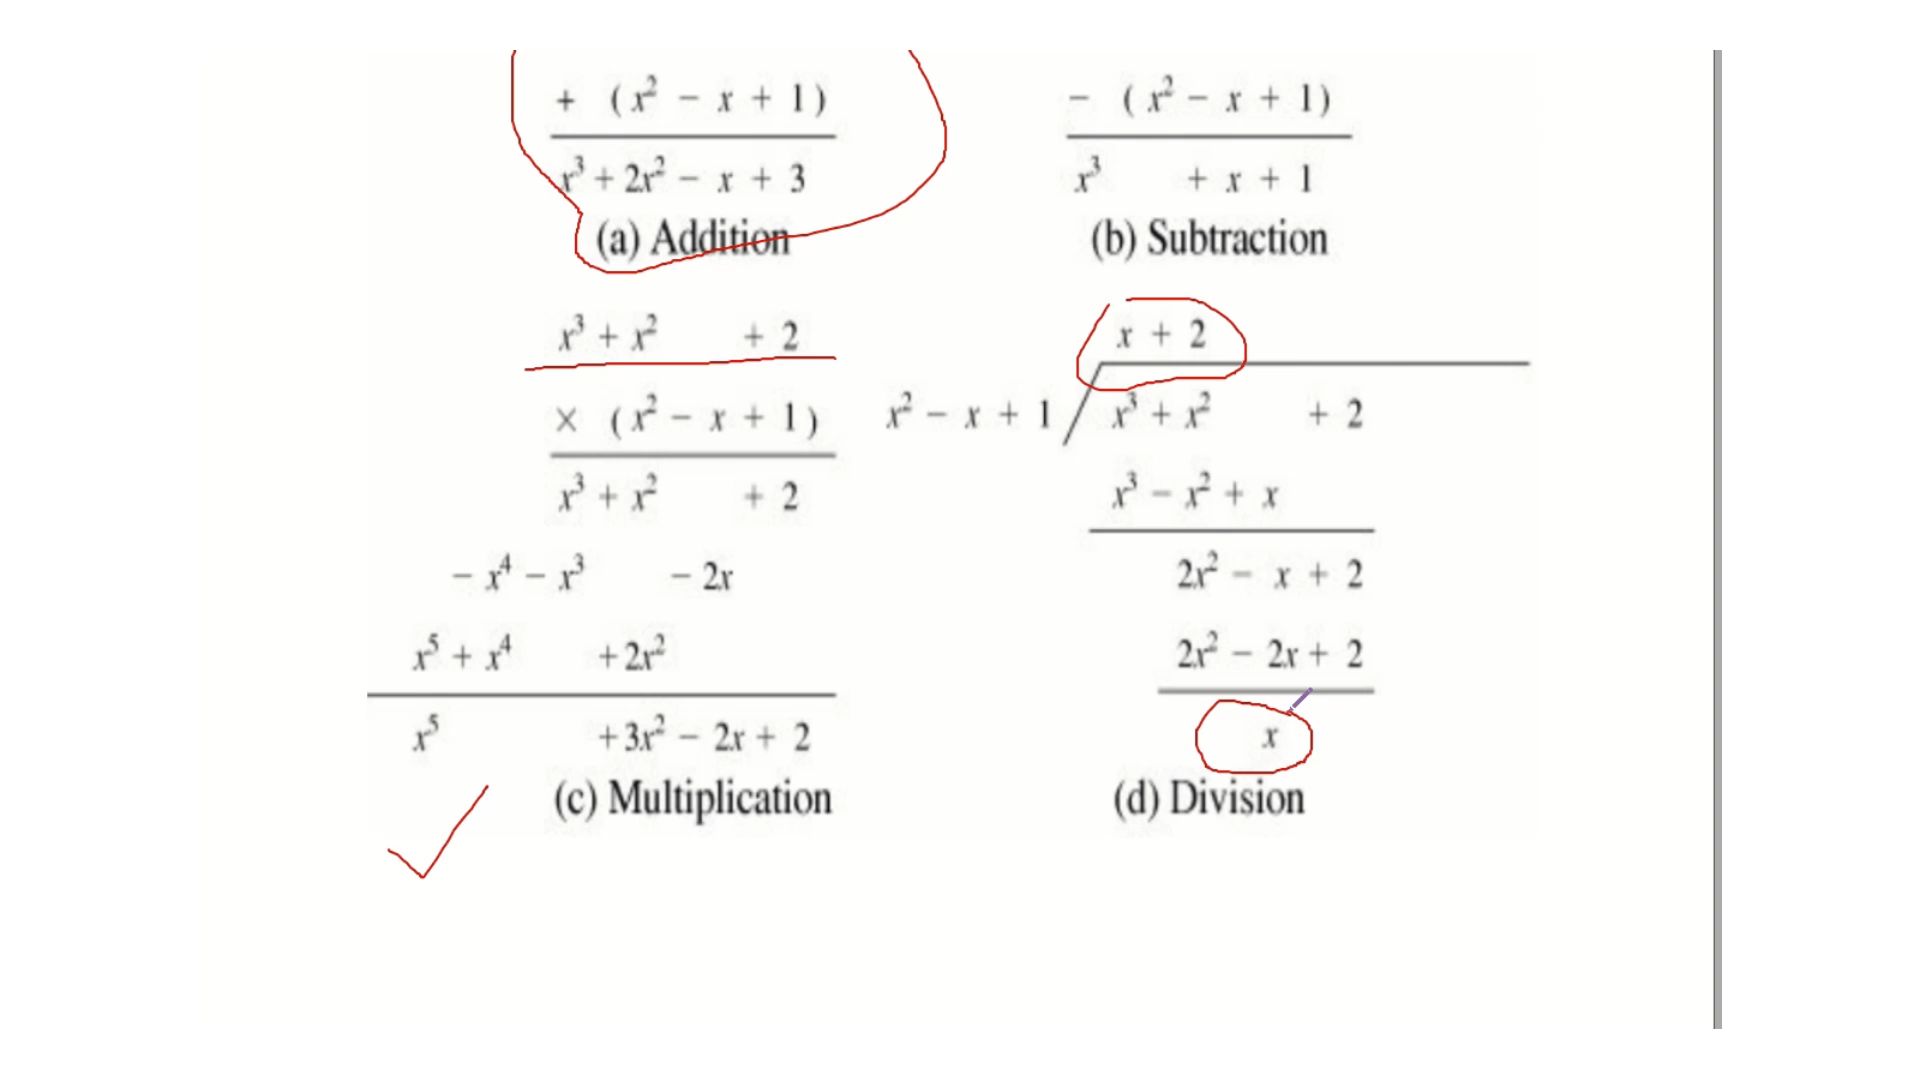 + (x² − x + 1)
x³ + 2x² − x + 3
(a) Addition
− (x² − x + 1)
x³ + x + 1
(b) Subtraction
x³ + x² + 2
× (x² − x + 1)
x³ + x² + 2
− x⁴ − x³ − 2x
x⁵ + x⁴ +2x²
x⁵ +3x² − 2x + 2
(c) Multiplication
x + 2
x² − x + 1 / x³ + x² + 2
x³ − x² + x
2x² − x + 2
2x² − 2x + 2
x
(d) Division